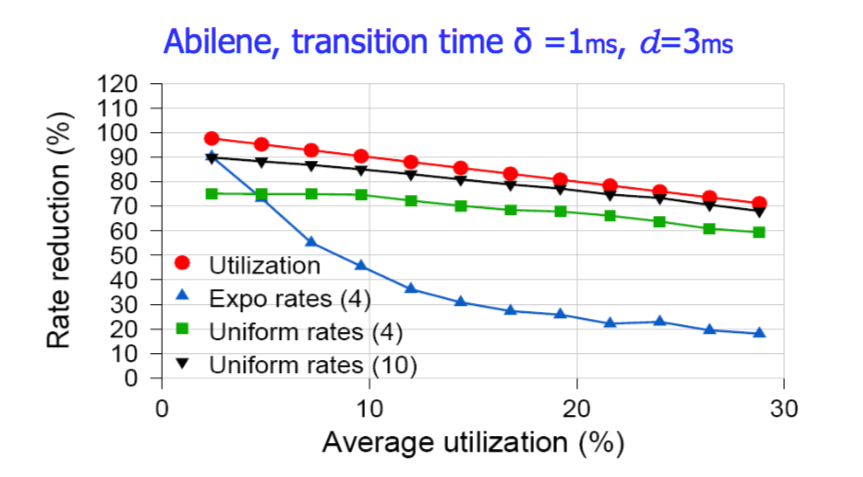 Abilene, transition time δ =1ms, d=3ms
120
110
100
90
80
70
60
50
40
30
20
10
0
Rate reduction (%)
Utilization
Expo rates (4)
Uniform rates (4)
Uniform rates (10)
0 10 20 30
Average utilization (%)